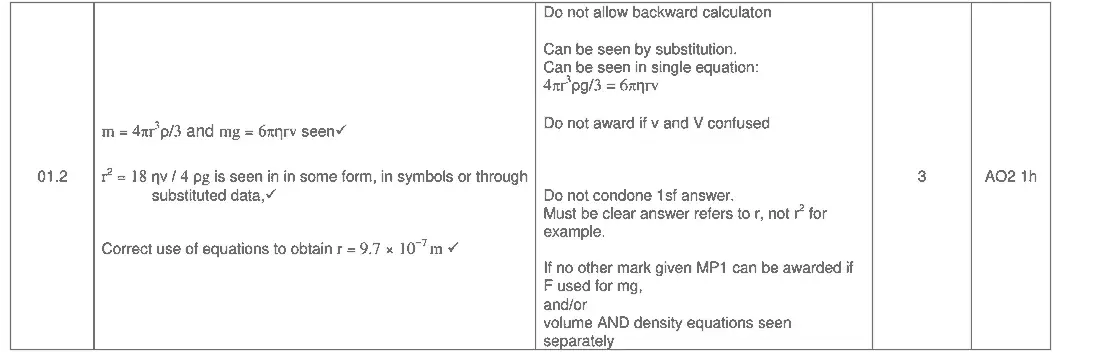 01.2
m = 4πr³ρ/3 and mg = 6πηrv seen✓
r² = 18 ηv / 4 ρg is seen in in some form, in symbols or through
substituted data,✓
Correct use of equations to obtain r = 9.7 × 10⁻⁷ m ✓
Do not allow backward calculaton
Can be seen by substitution.
Can be seen in single equation:
4πr³ρg/3 = 6πηrv
Do not award if v and V confused
Do not condone 1sf answer.
Must be clear answer refers to r, not r² for
example.
If no other mark given MP1 can be awarded if
F used for mg,
and/or
volume AND density equations seen
separately
3
AO2 1h